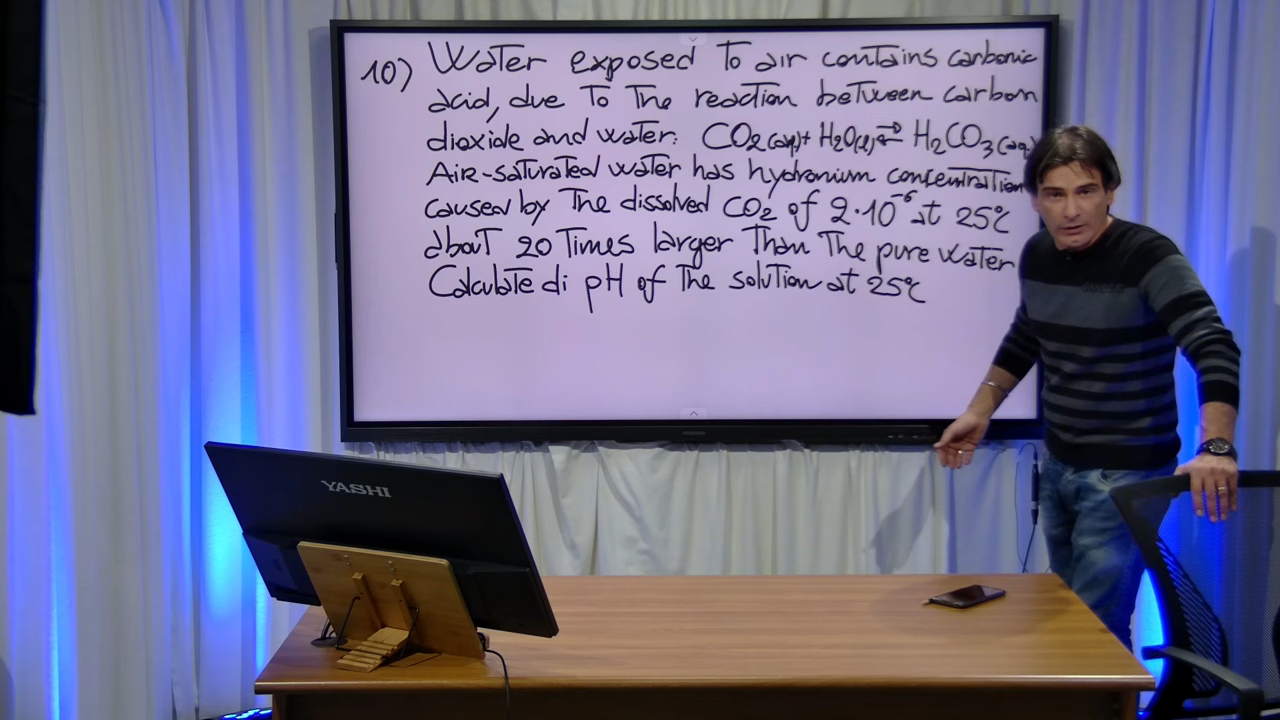 10) Water exposed to air contains carbonic
acid, due to the reaction between carbon
dioxide and water: CO2(aq)+ H2O(l)⇄ H2CO3(aq)
Air-saturated water has hydronium concentration
caused by the dissolved CO2 of 2·10⁻⁶ at 25℃
about 20 times larger than the pure water
Calculate di pH of the solution at 25℃
YASHI